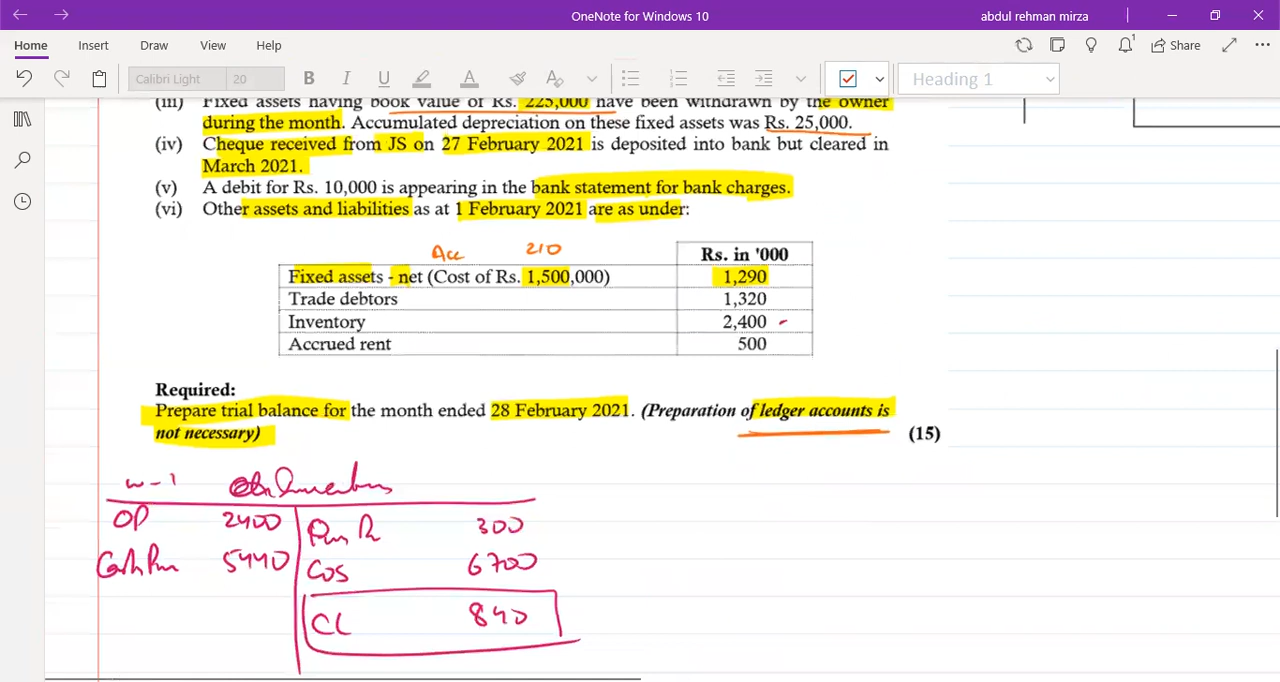 OneNote for Windows 10
abdul rehman mirza
Home Insert Draw View Help
Share
Calibri Light 20 B I U A Heading 1
(iii) Fixed assets having book value of Rs. 225,000 have been withdrawn by the owner
during the month. Accumulated depreciation on these fixed assets was Rs. 25,000.
(iv) Cheque received from JS on 27 February 2021 is deposited into bank but cleared in
March 2021.
(v) A debit for Rs. 10,000 is appearing in the bank statement for bank charges.
(vi) Other assets and liabilities as at 1 February 2021 are as under:
Acc 210
Rs. in '000
Fixed assets - net (Cost of Rs. 1,500,000) 1,290
Trade debtors 1,320
Inventory 2,400
Accrued rent 500
Required:
Prepare trial balance for the month ended 28 February 2021. (Preparation of ledger accounts is
not necessary) (15)
w-1
OP 2400 Pur R 300
Cash Pur 5440 COS 6700
CL 840